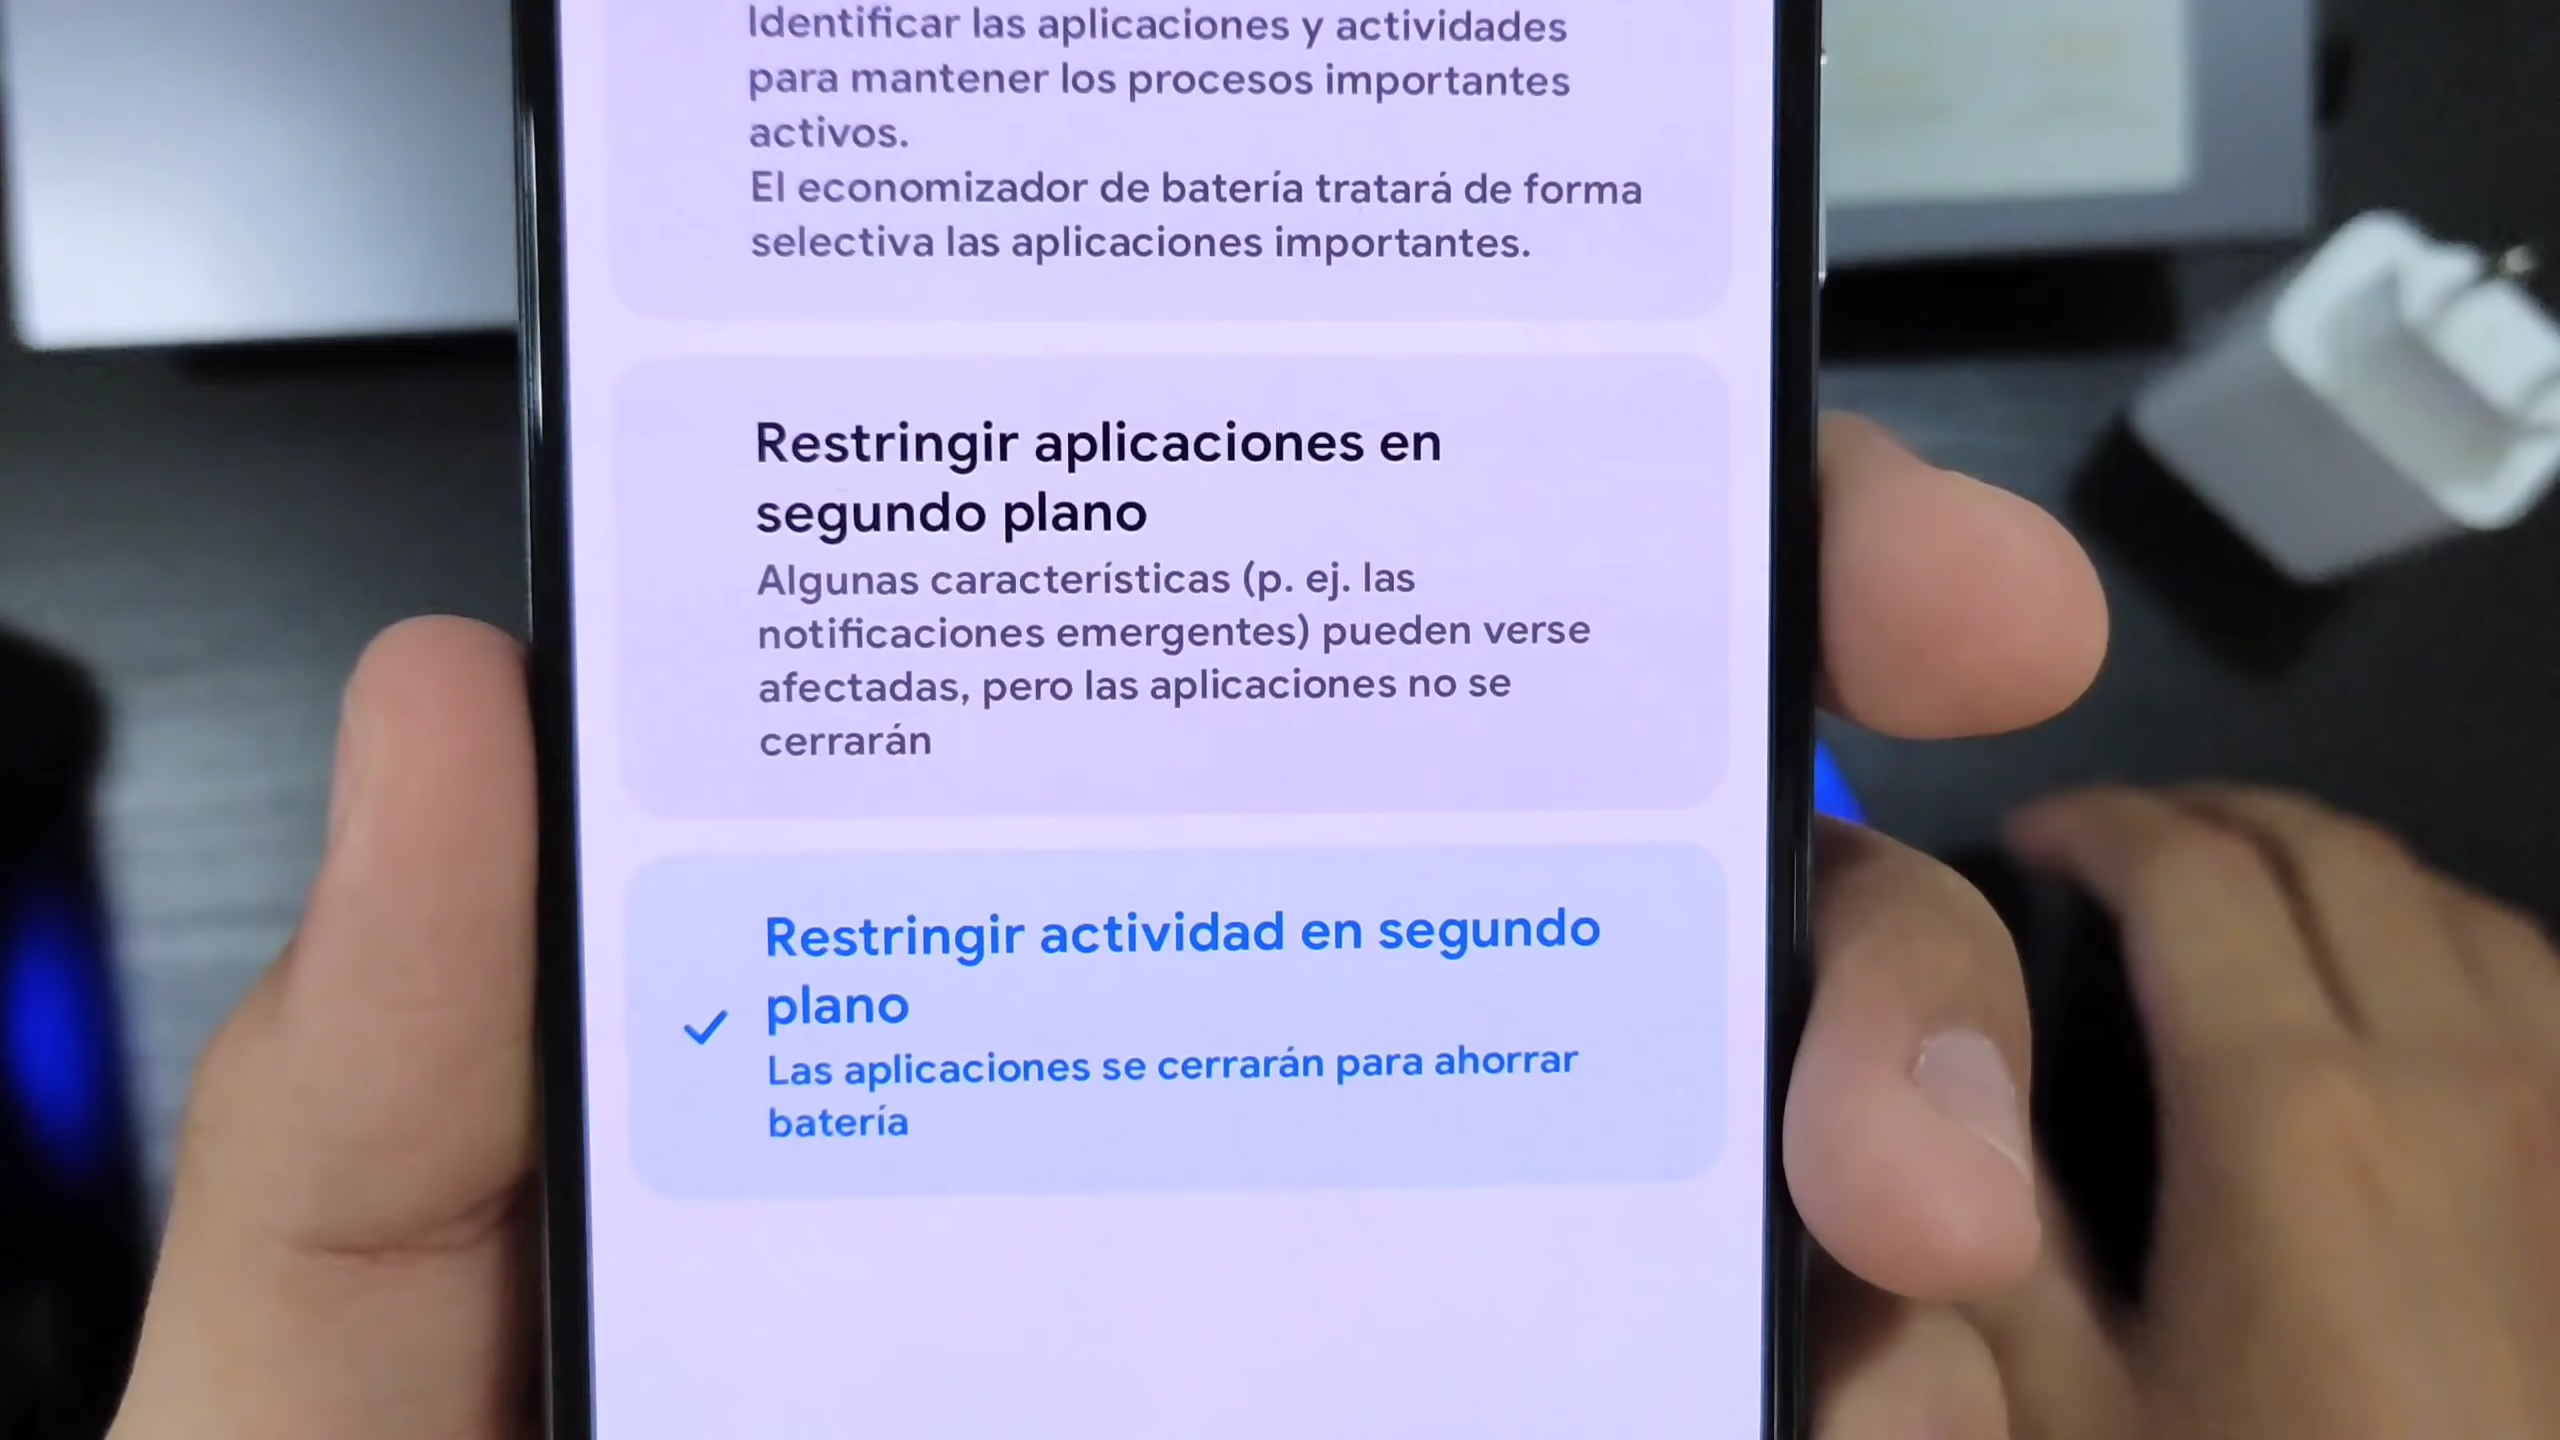 Identificar las aplicaciones y actividades
para mantener los procesos importantes
activos.
El economizador de batería tratará de forma
selectiva las aplicaciones importantes.
Restringir aplicaciones en
segundo plano
Algunas características (p. ej. las
notificaciones emergentes) pueden verse
afectadas, pero las aplicaciones no se
cerrarán
Restringir actividad en segundo
plano
Las aplicaciones se cerrarán para ahorrar
batería